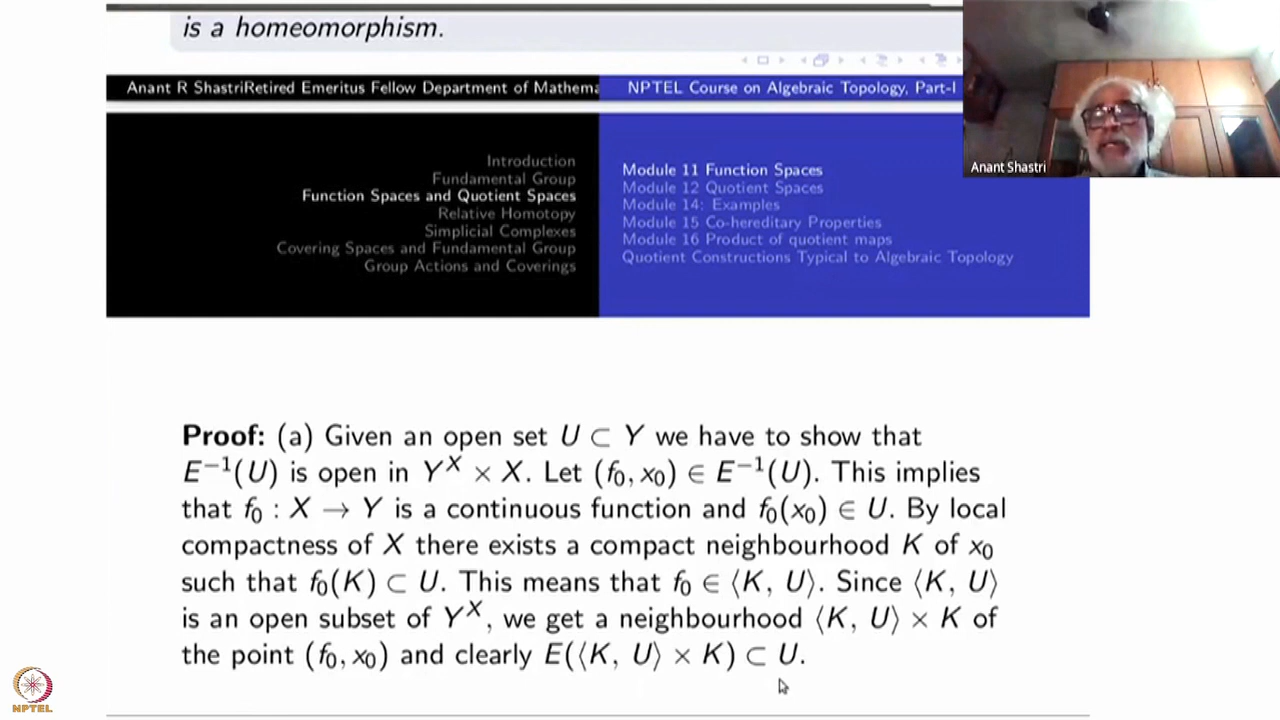 is a homeomorphism.
Anant R ShastriRetired Emeritus Fellow Department of Mathema
NPTEL Course on Algebraic Topology, Part-I
Anant Shastri
Introduction
Fundamental Group
Function Spaces and Quotient Spaces
Relative Homotopy
Simplicial Complexes
Covering Spaces and Fundamental Group
Group Actions and Coverings
Module 11 Function Spaces
Module 12 Quotient Spaces
Module 14: Examples
Module 15 Co-hereditary Properties
Module 16 Product of quotient maps
Quotient Constructions Typical to Algebraic Topology
Proof: (a) Given an open set U ⊂ Y we have to show that
E⁻¹(U) is open in Yˣ × X. Let (f₀, x₀) ∈ E⁻¹(U). This implies
that f₀ : X → Y is a continuous function and f₀(x₀) ∈ U. By local
compactness of X there exists a compact neighbourhood K of x₀
such that f₀(K) ⊂ U. This means that f₀ ∈ ⟨K, U⟩. Since ⟨K, U⟩
is an open subset of Yˣ, we get a neighbourhood ⟨K, U⟩ × K of
the point (f₀, x₀) and clearly E(⟨K, U⟩ × K) ⊂ U.
NPTEL